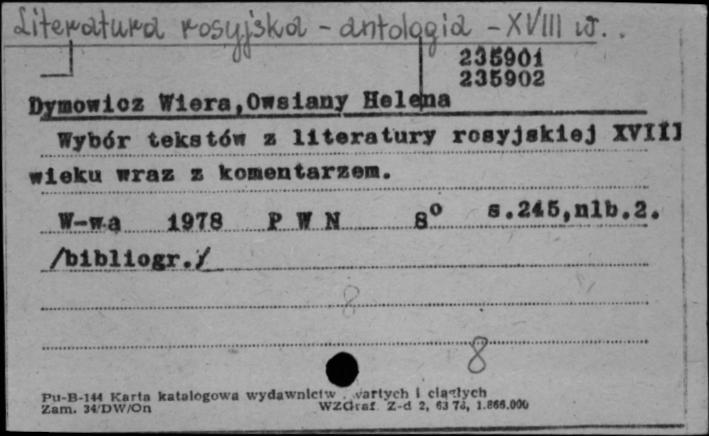 Literatura rosyjska - antologia - XVIII w.
235901
235902
Dymowicz Wiera,Owsiany Helena
Wybór tekstów z literatury rosyjskiej XVIII
wieku wraz z komentarzem.
W-wa 1978 P W N 8° s.245,nlb.2.
/bibliogr./
8
8
Pu-B-144 Karta katalogowa wydawnictw zwartych i ciągłych
Zam. 34/DW/On WZGraf. Z-d 2, 63 78, 1.866.000